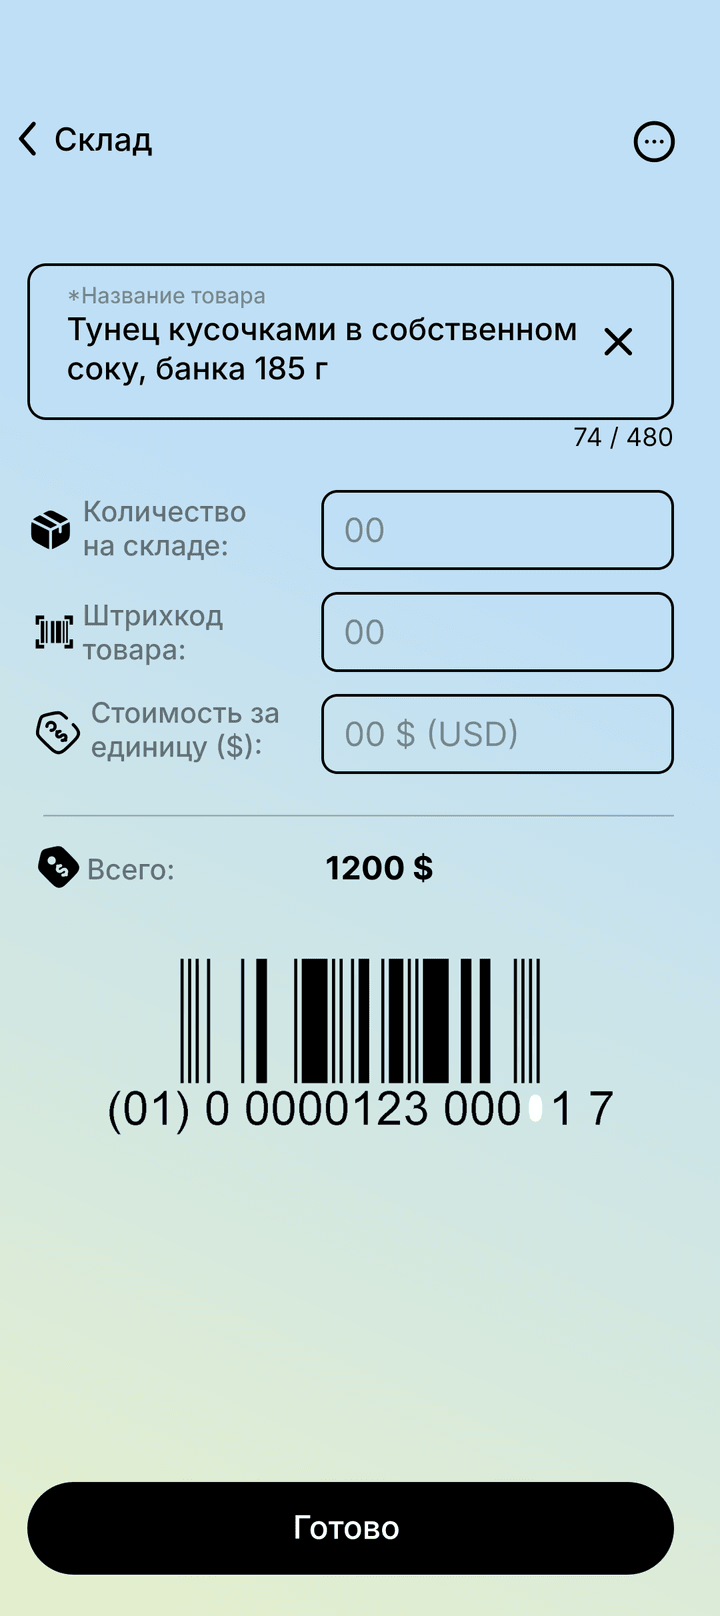 Склад
*Название товара
Тунец кусочками в собственном
соку, банка 185 г
74 / 480
Количество
на складе:
00
Штрихкод
товара:
00
Стоимость за
единицу ($):
00 $ (USD)
Всего:
1200 $
(01) 0 0000123 000 1 7
Готово